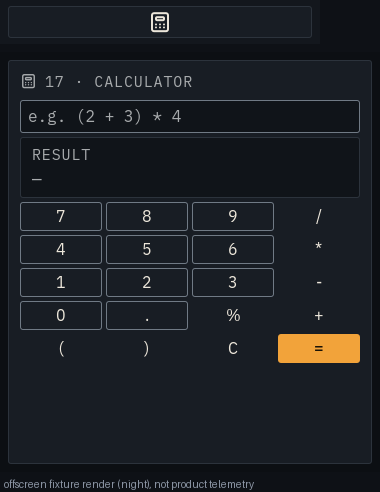 17 · CALCULATOR
e.g. (2 + 3) * 4
RESULT
—
7 8 9 /
4 5 6 *
1 2 3 -
0 . % +
( ) C =
offscreen fixture render (night), not product telemetry